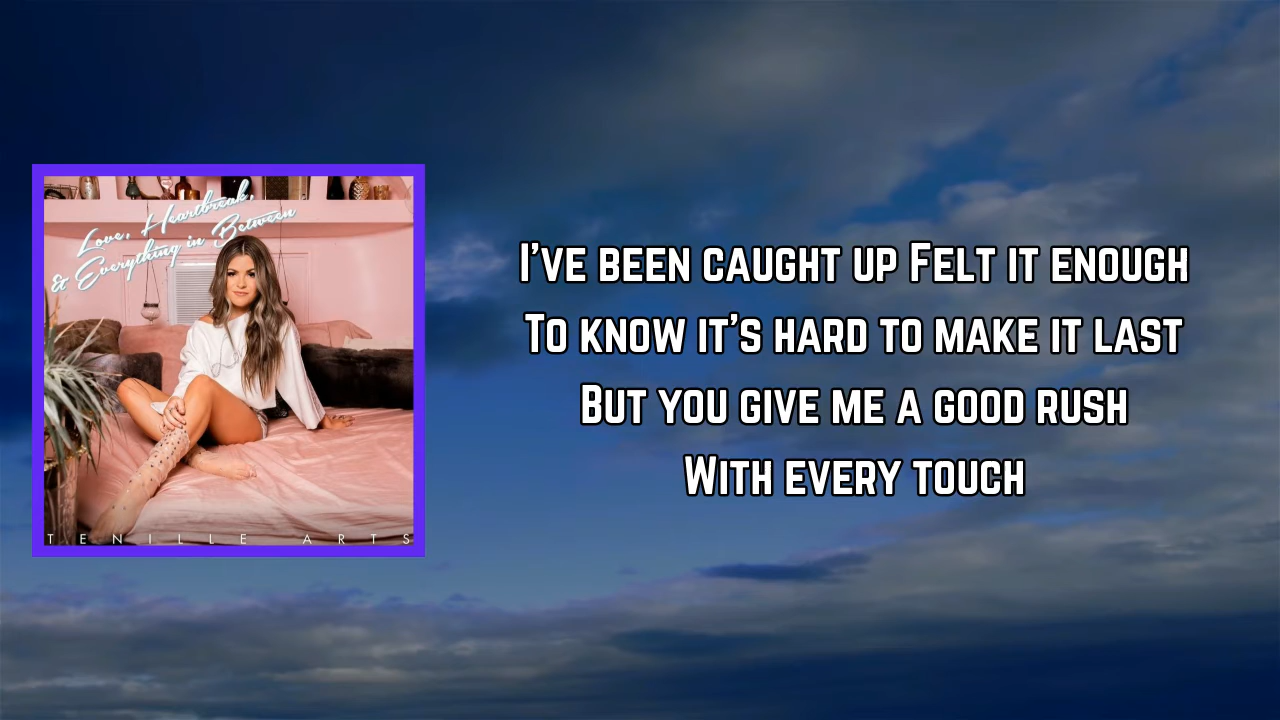 Love, Heartbreak,
& Everything in Between
TENILLE ARTS
I'VE BEEN CAUGHT UP FELT IT ENOUGH
TO KNOW IT'S HARD TO MAKE IT LAST
BUT YOU GIVE ME A GOOD RUSH
WITH EVERY TOUCH